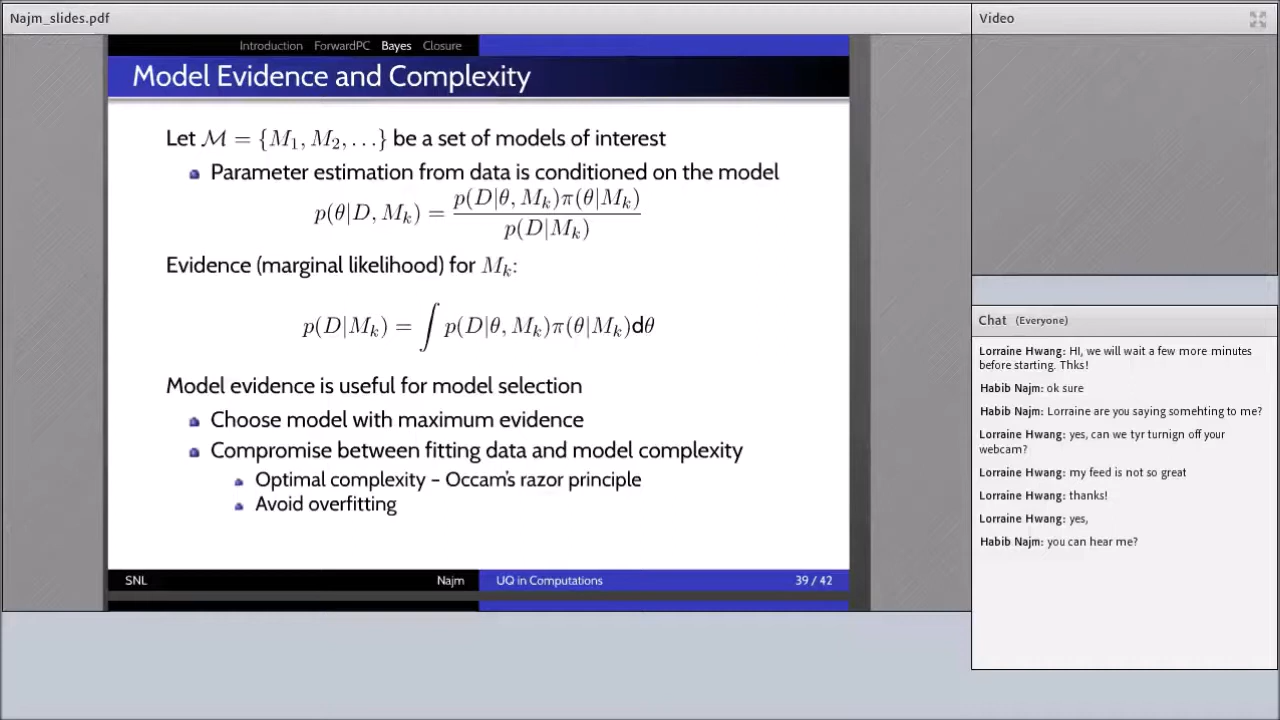 Najm_slides.pdf
Introduction ForwardPC Bayes Closure
Model Evidence and Complexity
Let ℳ = {M₁, M₂, . . .} be a set of models of interest
Parameter estimation from data is conditioned on the model
p(θ|D, Mₖ) = p(D|θ, Mₖ)π(θ|Mₖ) / p(D|Mₖ)
Evidence (marginal likelihood) for Mₖ:
p(D|Mₖ) = ∫ p(D|θ, Mₖ)π(θ|Mₖ)dθ
Model evidence is useful for model selection
Choose model with maximum evidence
Compromise between fitting data and model complexity
Optimal complexity – Occam's razor principle
Avoid overfitting
SNL Najm UQ in Computations 39 / 42
Video
Chat (Everyone)
Lorraine Hwang: HI, we will wait a few more minutes
before starting. Thks!
Habib Najm: ok sure
Habib Najm: Lorraine are you saying somehting to me?
Lorraine Hwang: yes, can we tyr turnign off your
webcam?
Lorraine Hwang: my feed is not so great
Lorraine Hwang: thanks!
Lorraine Hwang: yes,
Habib Najm: you can hear me?